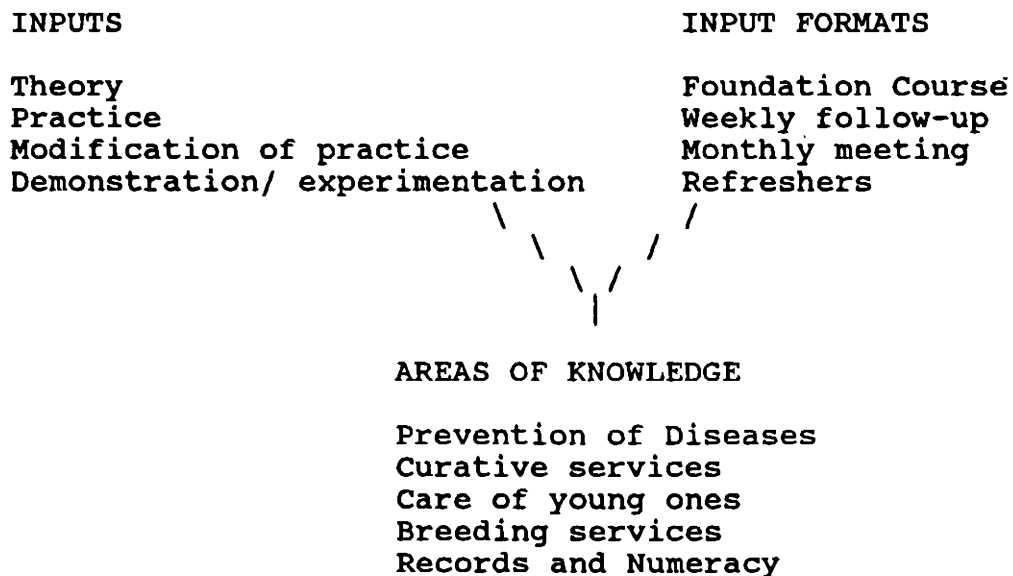 INPUTS
Theory
Practice
Modification of practice
Demonstration/ experimentation
INPUT FORMATS
Foundation Course
Weekly follow-up
Monthly meeting
Refreshers
AREAS OF KNOWLEDGE
Prevention of Diseases
Curative services
Care of young ones
Breeding services
Records and Numeracy